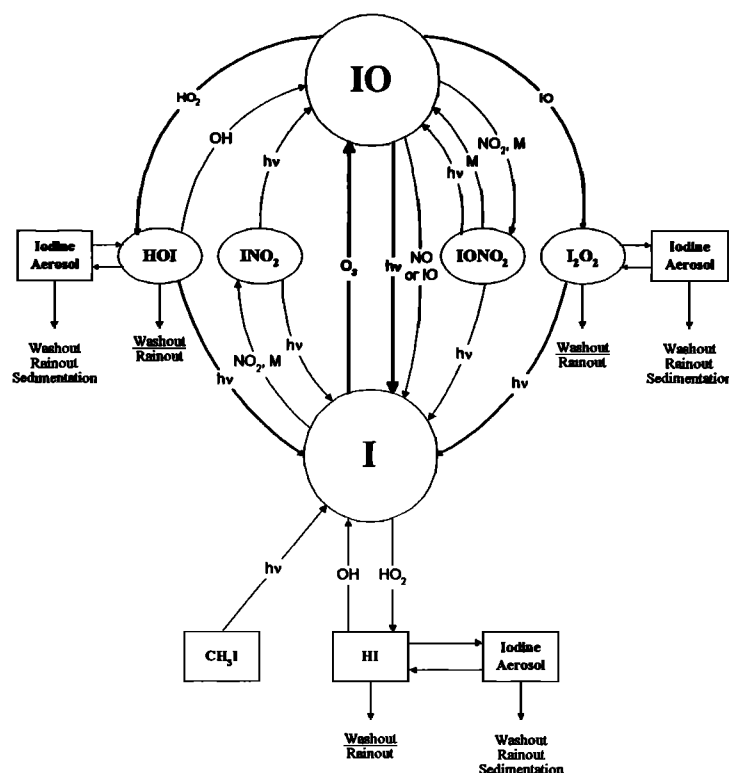 IO
HO₂
IO
OH
NO₂, M
hν
M
hν
Iodine
Aerosol
HOI
INO₂
O₃
hν
NO
or IO
IONO₂
I₂O₂
Iodine
Aerosol
Washout
Rainout
Sedimentation
Washout
Rainout
hν
NO₂, M
hν
hν
hν
Washout
Rainout
Washout
Rainout
Sedimentation
I
hν
OH
HO₂
CH₃I
HI
Iodine
Aerosol
Washout
Rainout
Washout
Rainout
Sedimentation